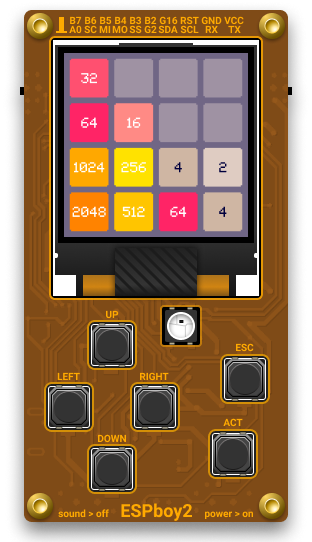 B7 B6 B5 B4 B3 B2 G16 RST GND VCC
A0 SC MI MO SS G2 SDA SCL RX TX
32
64 16
1024 256 4 2
2048 512 64 4
UP
ESC
LEFT RIGHT
ACT
DOWN
sound > off ESPboy2 power > on